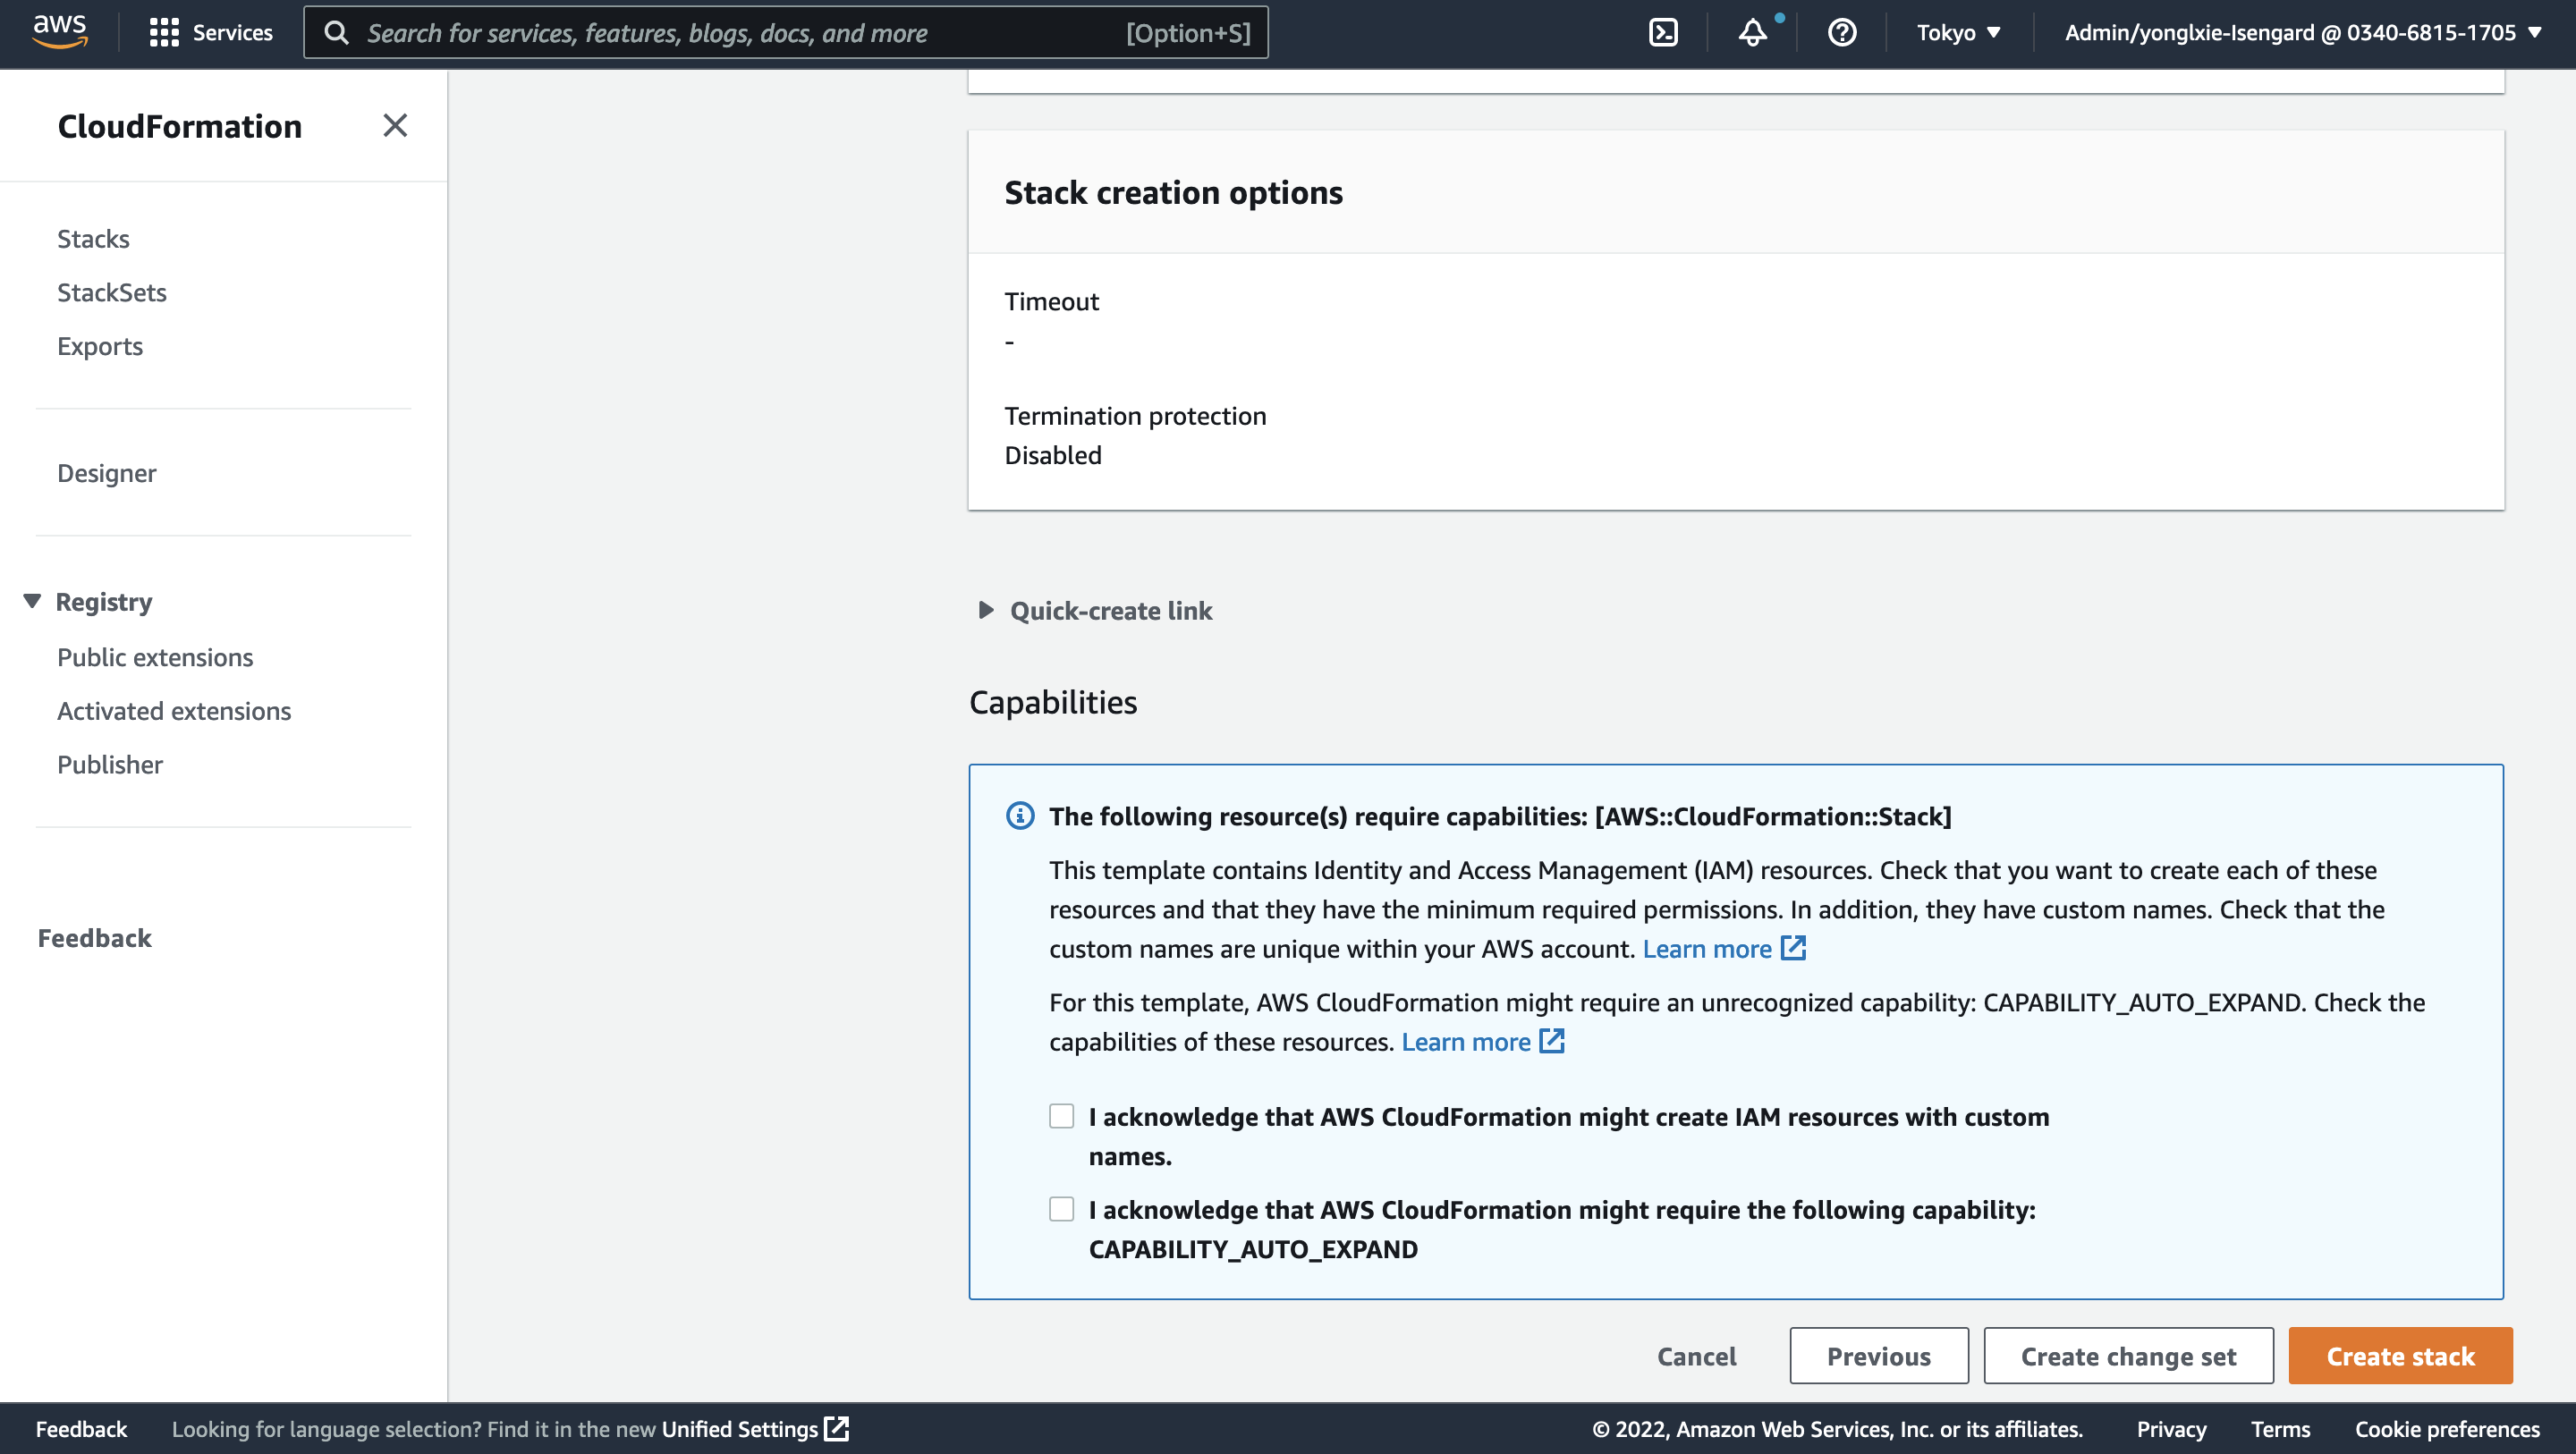 aws
Services
Search for services, features, blogs, docs, and more [Option+S]
Tokyo
Admin/yonglxie-Isengard @ 0340-6815-1705
CloudFormation
Stacks
StackSets
Exports
Designer
Registry
Public extensions
Activated extensions
Publisher
Feedback
Stack creation options
Timeout
-
Termination protection
Disabled
Quick-create link
Capabilities
The following resource(s) require capabilities: [AWS::CloudFormation::Stack]
This template contains Identity and Access Management (IAM) resources. Check that you want to create each of these
resources and that they have the minimum required permissions. In addition, they have custom names. Check that the
custom names are unique within your AWS account. Learn more
For this template, AWS CloudFormation might require an unrecognized capability: CAPABILITY_AUTO_EXPAND. Check the
capabilities of these resources. Learn more
I acknowledge that AWS CloudFormation might create IAM resources with custom
names.
I acknowledge that AWS CloudFormation might require the following capability:
CAPABILITY_AUTO_EXPAND
Cancel
Previous
Create change set
Create stack
Feedback
Looking for language selection? Find it in the new Unified Settings
© 2022, Amazon Web Services, Inc. or its affiliates.
Privacy
Terms
Cookie preferences